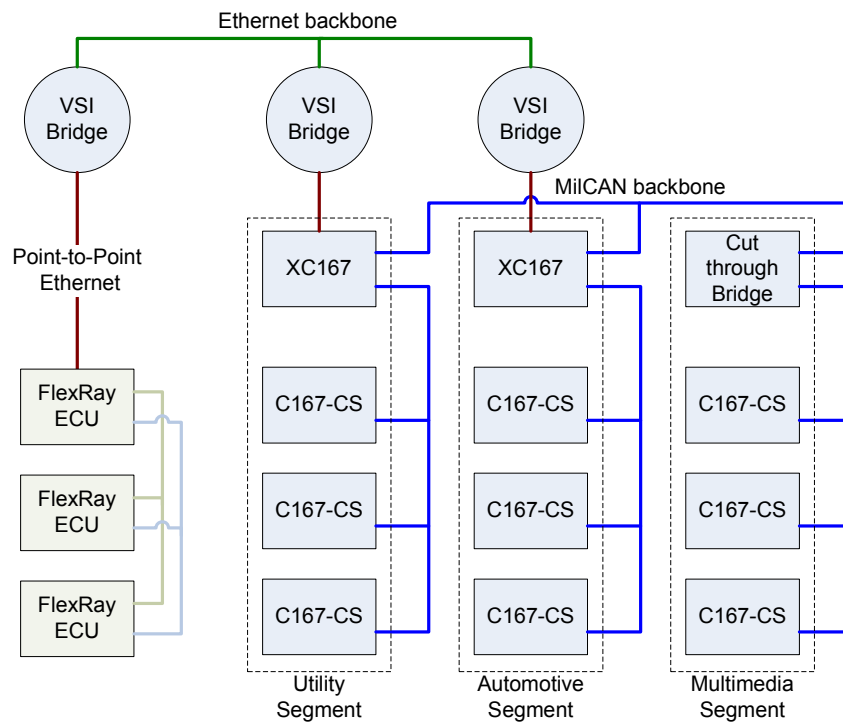 Ethernet backbone
VSI
Bridge
VSI
Bridge
VSI
Bridge
MilCAN backbone
Point-to-Point
Ethernet
XC167
XC167
Cut
through
Bridge
FlexRay
ECU
C167-CS
C167-CS
C167-CS
FlexRay
ECU
C167-CS
C167-CS
C167-CS
FlexRay
ECU
C167-CS
C167-CS
C167-CS
Utility
Segment
Automotive
Segment
Multimedia
Segment